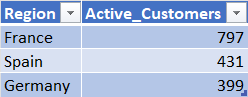 Region Active_Customers
France 797
Spain 431
Germany 399